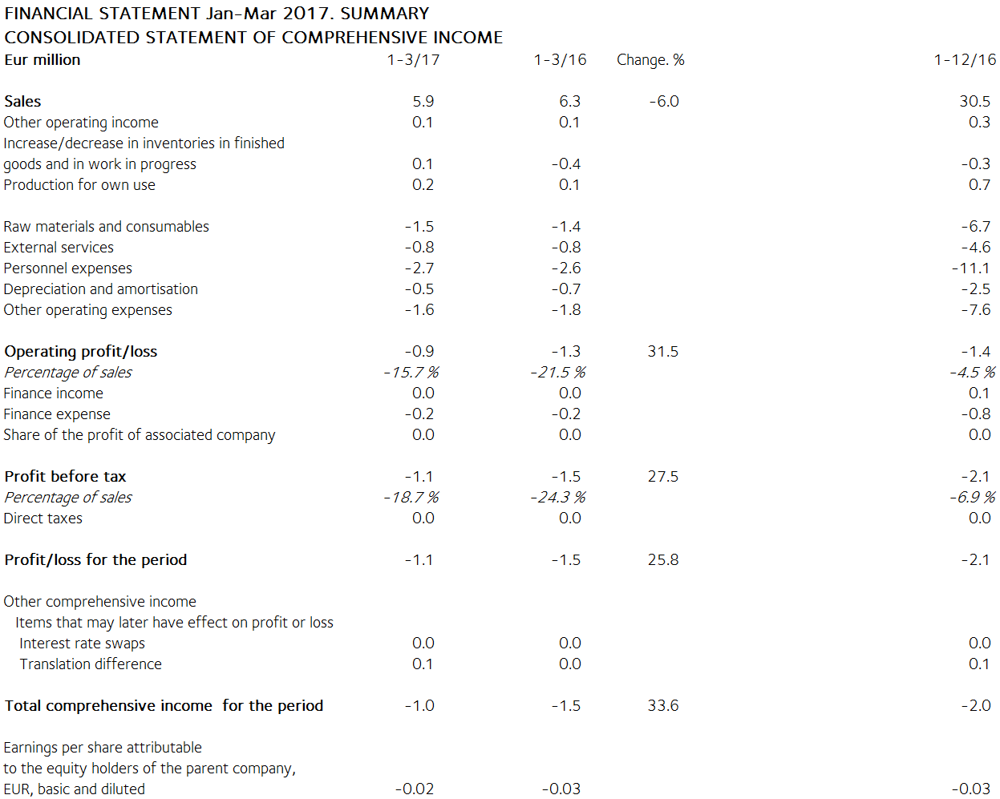 FINANCIAL STATEMENT Jan-Mar 2017. SUMMARY
CONSOLIDATED STATEMENT OF COMPREHENSIVE INCOME
Eur million 1-3/17 1-3/16 Change. % 1-12/16
Sales 5.9 6.3 -6.0 30.5
Other operating income 0.1 0.1 0.3
Increase/decrease in inventories in finished
goods and in work in progress 0.1 -0.4 -0.3
Production for own use 0.2 0.1 0.7
Raw materials and consumables -1.5 -1.4 -6.7
External services -0.8 -0.8 -4.6
Personnel expenses -2.7 -2.6 -11.1
Depreciation and amortisation -0.5 -0.7 -2.5
Other operating expenses -1.6 -1.8 -7.6
Operating profit/loss -0.9 -1.3 31.5 -1.4
Percentage of sales -15.7 % -21.5 % -4.5 %
Finance income 0.0 0.0 0.1
Finance expense -0.2 -0.2 -0.8
Share of the profit of associated company 0.0 0.0 0.0
Profit before tax -1.1 -1.5 27.5 -2.1
Percentage of sales -18.7 % -24.3 % -6.9 %
Direct taxes 0.0 0.0 0.0
Profit/loss for the period -1.1 -1.5 25.8 -2.1
Other comprehensive income
Items that may later have effect on profit or loss
Interest rate swaps 0.0 0.0 0.0
Translation difference 0.1 0.0 0.1
Total comprehensive income  for the period -1.0 -1.5 33.6 -2.0
Earnings per share attributable
to the equity holders of the parent company,
EUR, basic and diluted -0.02 -0.03 -0.03